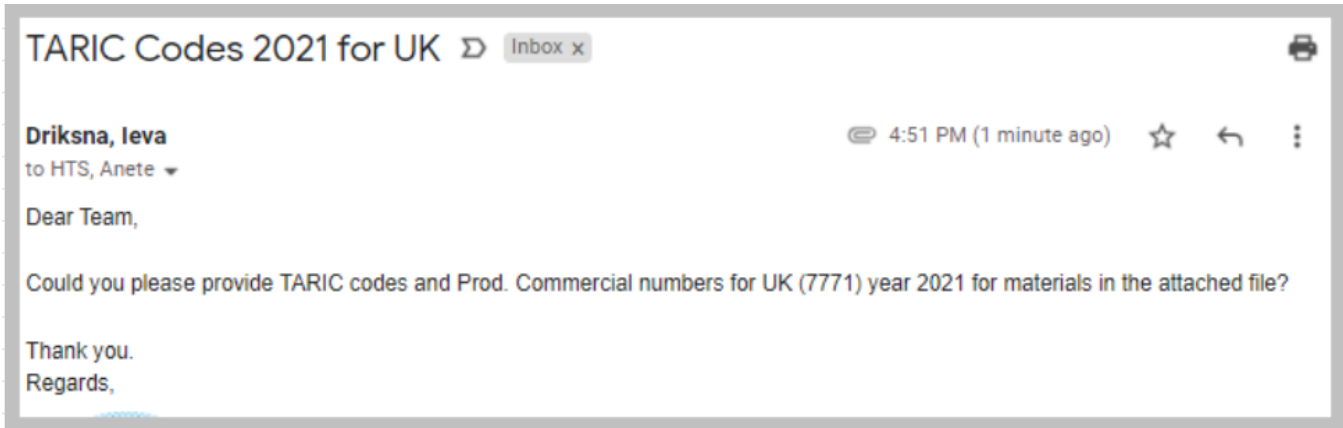 TARIC Codes 2021 for UK Inbox x
Driksna, Ieva 4:51 PM (1 minute ago)
to HTS, Anete
Dear Team,
Could you please provide TARIC codes and Prod. Commercial numbers for UK (7771) year 2021 for materials in the attached file?
Thank you.
Regards,